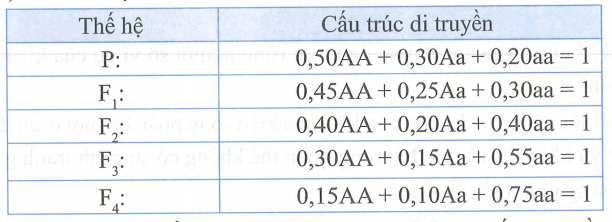 Thế hệ Cấu trúc di truyền
P: 0,50AA + 0,30Aa + 0,20aa = 1
F₁: 0,45AA + 0,25Aa + 0,30aa = 1
F₂: 0,40AA + 0,20Aa + 0,40aa = 1
F₃: 0,30AA + 0,15Aa + 0,55aa = 1
F₄: 0,15AA + 0,10Aa + 0,75aa = 1